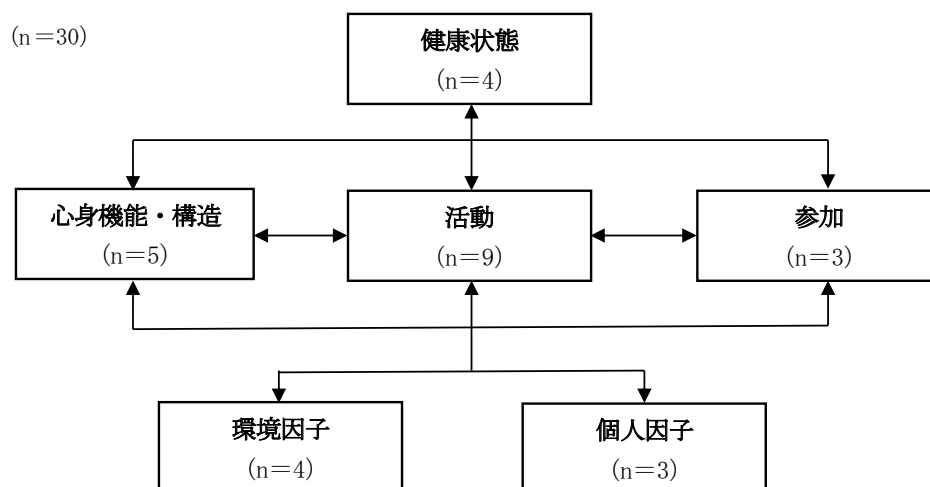 (n=30)
健康状態
(n=4)
心身機能・構造
(n=5)
活動
(n=9)
参加
(n=3)
環境因子
(n=4)
個人因子
(n=3)